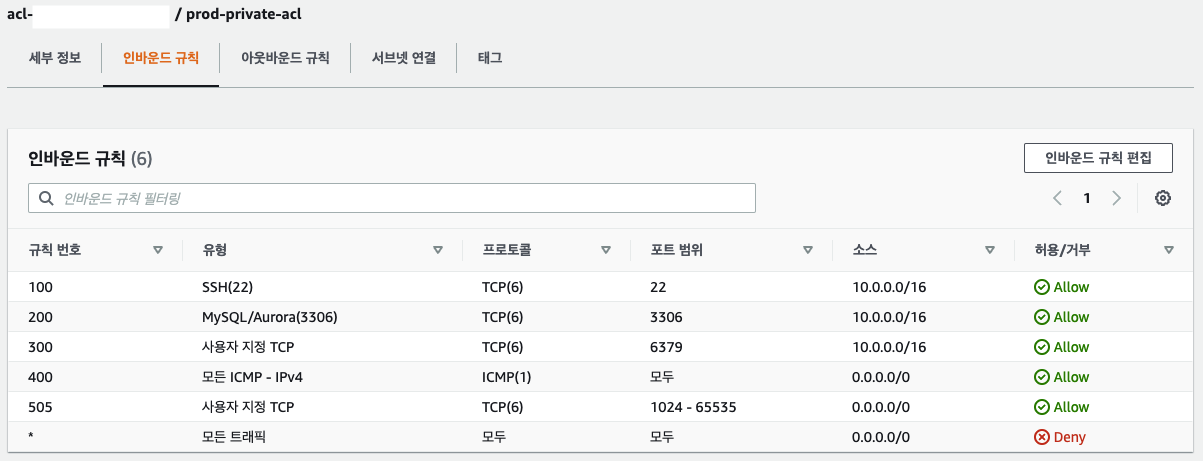 acl- / prod-private-acl
세부 정보 인바운드 규칙 아웃바운드 규칙 서브넷 연결 태그
인바운드 규칙 (6) 인바운드 규칙 편집
인바운드 규칙 필터링 1
규칙 번호 유형 프로토콜 포트 범위 소스 허용/거부
100 SSH(22) TCP(6) 22 10.0.0.0/16 Allow
200 MySQL/Aurora(3306) TCP(6) 3306 10.0.0.0/16 Allow
300 사용자 지정 TCP TCP(6) 6379 10.0.0.0/16 Allow
400 모든 ICMP - IPv4 ICMP(1) 모두 0.0.0.0/0 Allow
505 사용자 지정 TCP TCP(6) 1024 - 65535 0.0.0.0/0 Allow
* 모든 트래픽 모두 모두 0.0.0.0/0 Deny